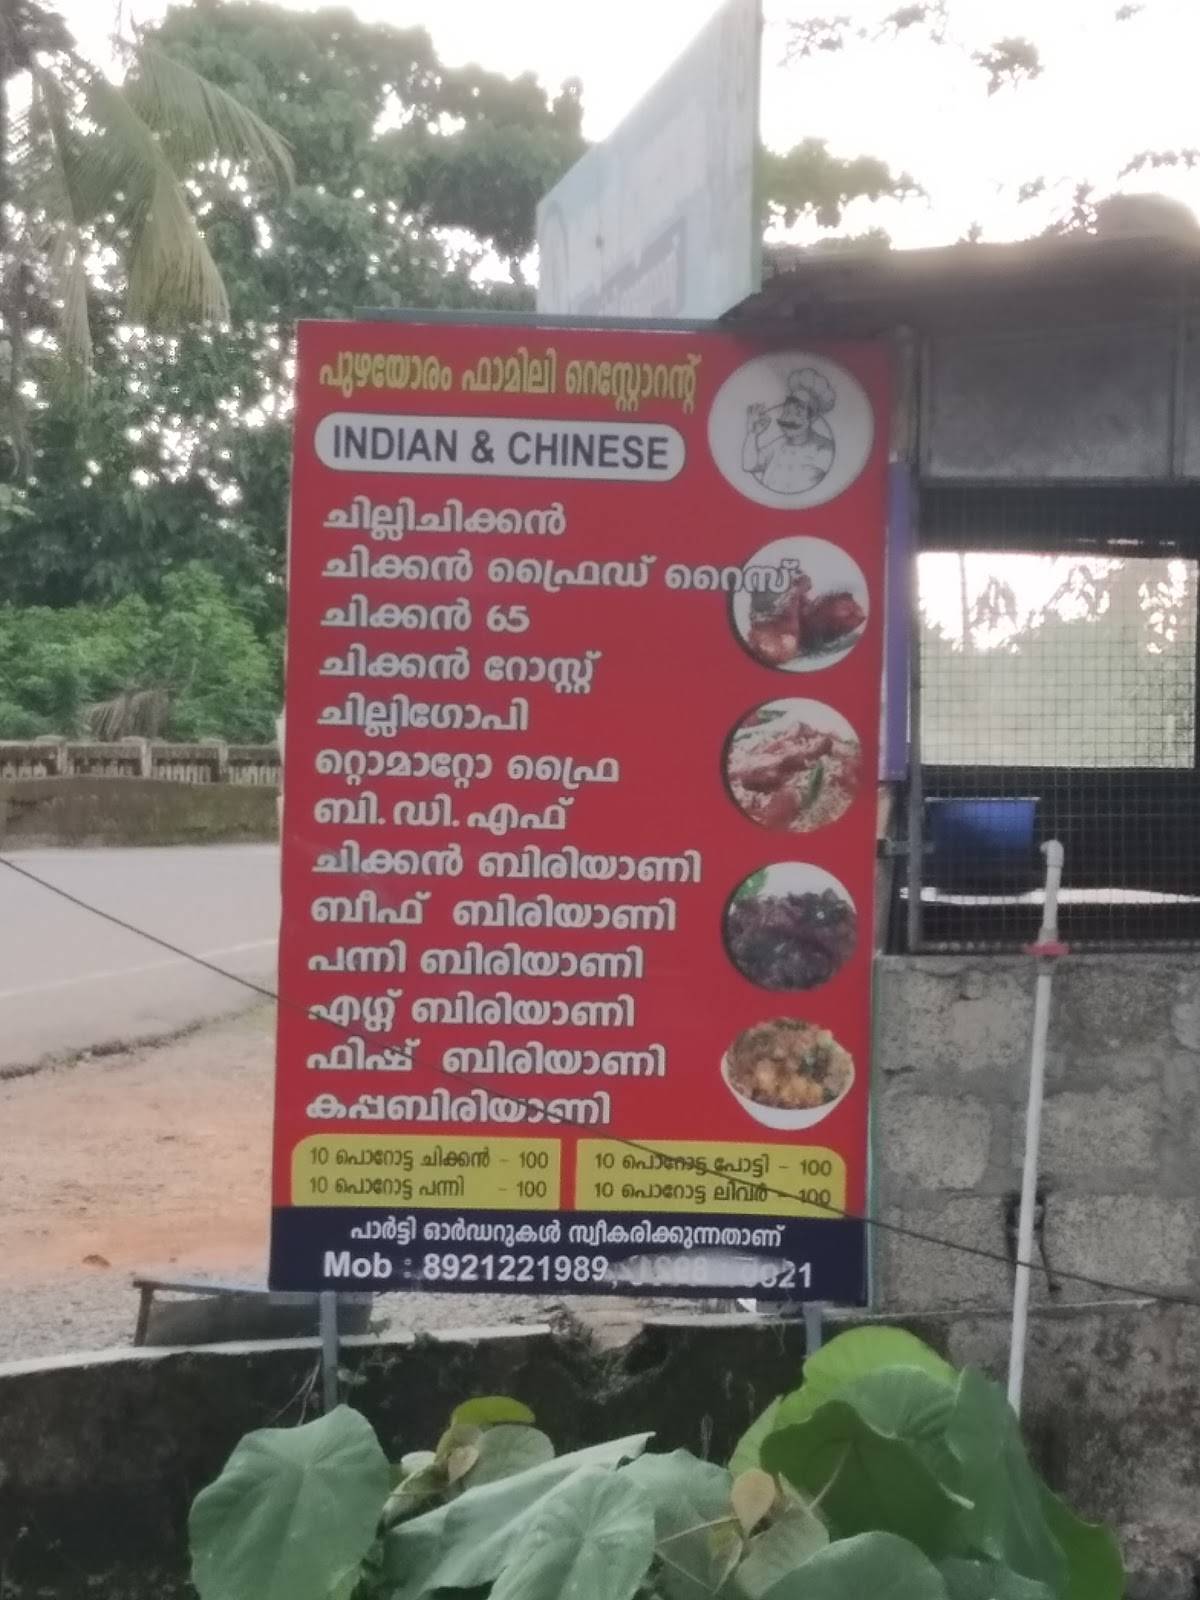 പുഴയോരം ഫാമിലി റെസ്റ്റോറന്റ്
INDIAN & CHINESE
ചില്ലിചിക്കൻ
ചിക്കൻ ഫ്രൈഡ് റൈസ്
ചിക്കൻ 65
ചിക്കൻ റോസ്റ്റ്
ചില്ലിഗോപി
റ്റൊമാറ്റോ ഫ്രൈ
ബി. ഡി. എഫ്
ചിക്കൻ ബിരിയാണി
ബീഫ് ബിരിയാണി
പന്നി ബിരിയാണി
എഗ്ഗ് ബിരിയാണി
ഫിഷ് ബിരിയാണി
കപ്പബിരിയാണി
10 പൊറോട്ട ചിക്കൻ - 100
10 പൊറോട്ട പന്നി - 100
10 പൊറോട്ട പോട്ടി - 100
10 പൊറോട്ട ലിവർ - 100
പാർട്ടി ഓർഡറുകൾ സ്വീകരിക്കുന്നതാണ്
Mob : 8921221989,